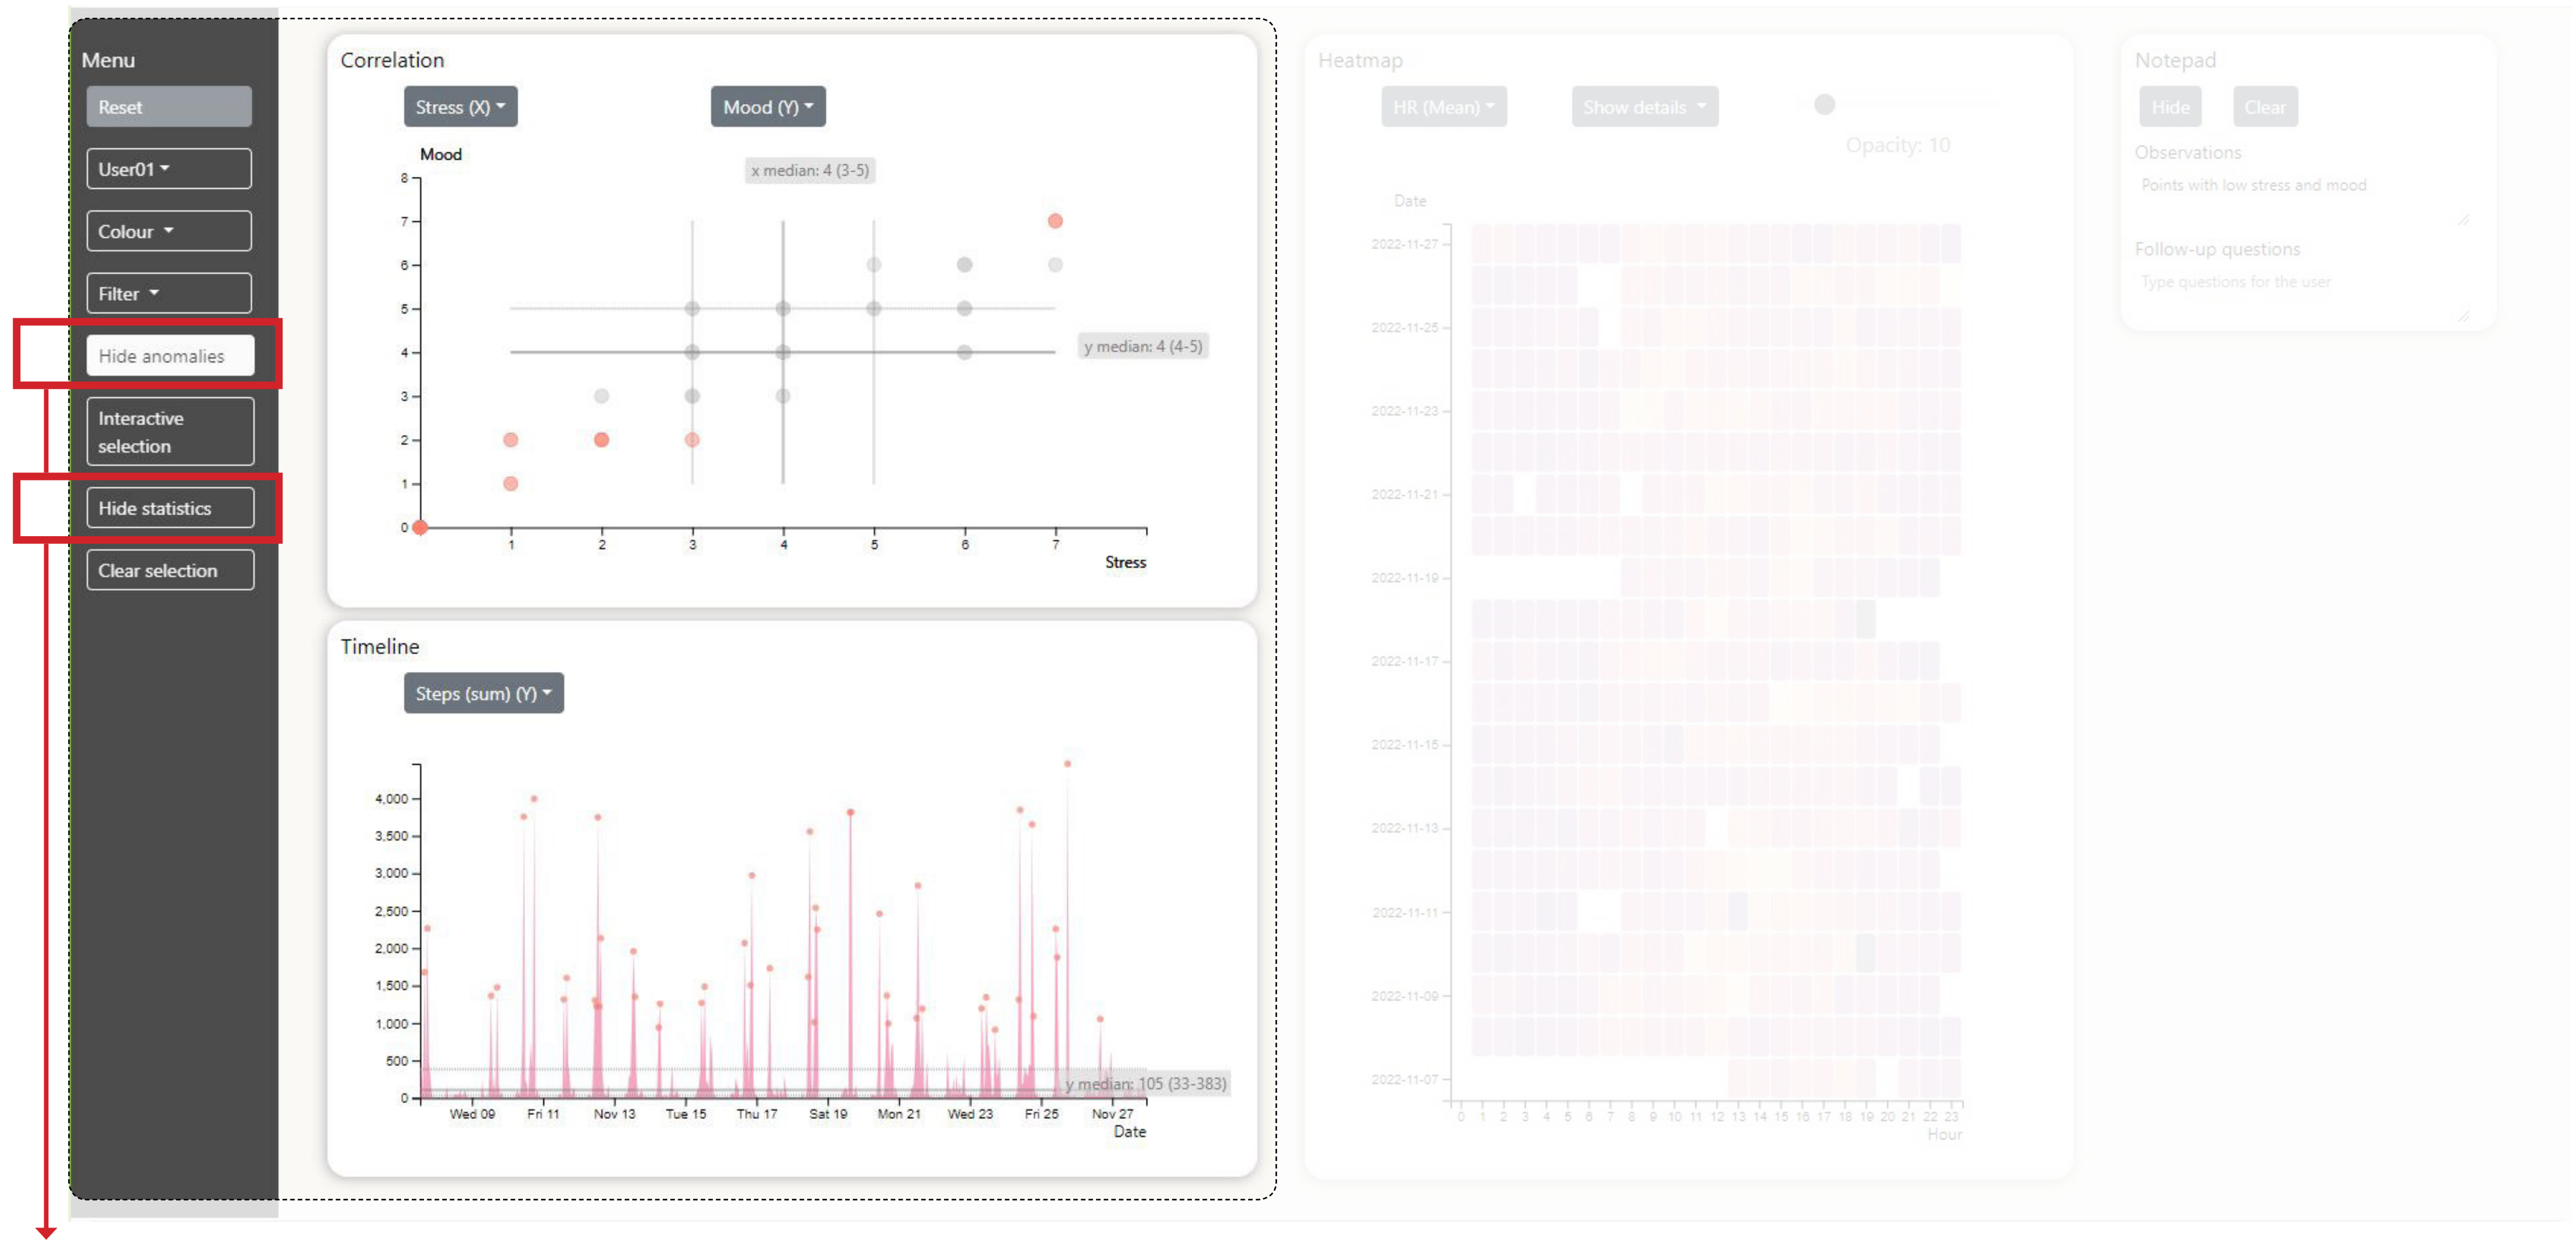 Menu
Reset
User01
Colour
Filter
Hide anomalies
Interactive
selection
Hide statistics
Clear selection
Correlation
Stress (X)
Mood (Y)
Mood
x median: 4 (3-5)
8
7
6
5
4
3
2
1
0
y median: 4 (4-5)
1 2 3 4 5 6 7
Stress
Timeline
Steps (sum) (Y)
4,000
3,500
3,000
2,500
2,000
1,500
1,000
500
0
y median: 105 (33-383)
Wed 09 Fri 11 Nov 13 Tue 15 Thu 17 Sat 19 Mon 21 Wed 23 Fri 25 Nov 27
Date
Heatmap
HR (Mean)
Show details
Opacity: 10
Date
2022-11-27
2022-11-25
2022-11-23
2022-11-21
2022-11-19
2022-11-17
2022-11-15
2022-11-13
2022-11-11
2022-11-09
2022-11-07
0 1 2 3 4 5 6 7 8 9 10 11 12 13 14 15 16 17 18 19 20 21 22 23
Hour
Notepad
Hide
Clear
Observations
Points with low stress and mood
Follow-up questions
Type questions for the user